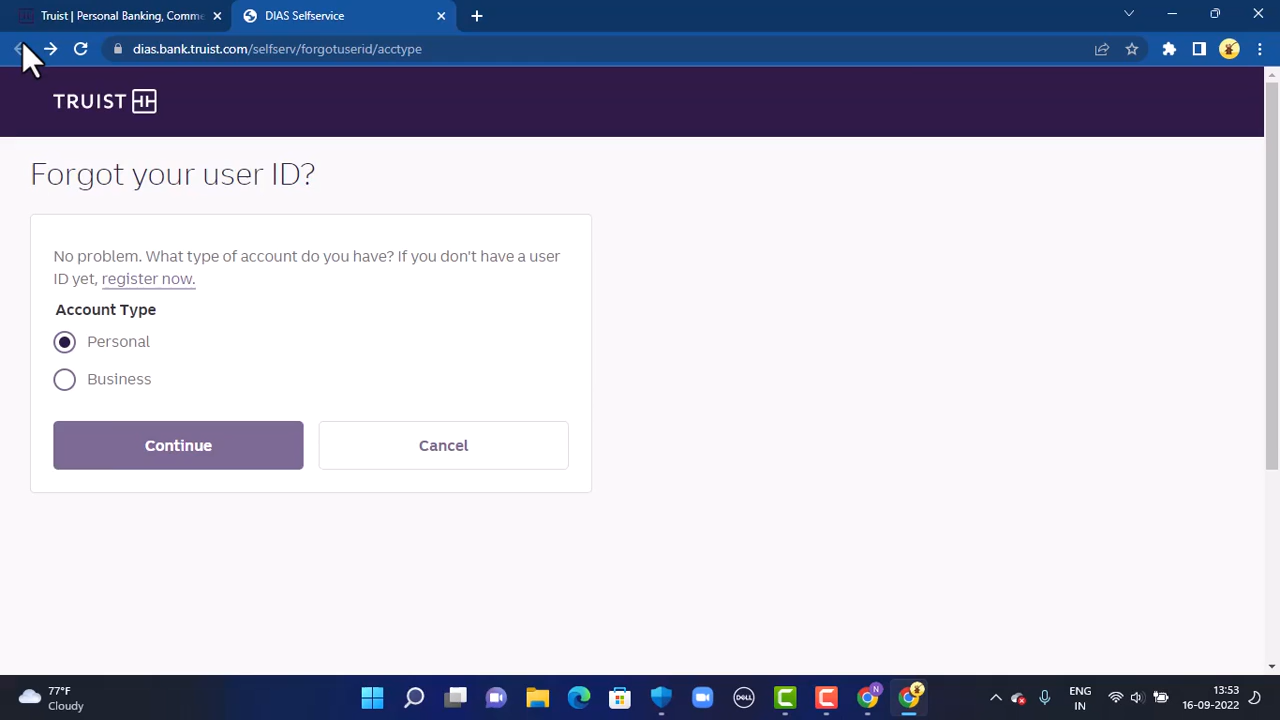 Truist | Personal Banking, Comme
DIAS Selfservice
dias.bank.truist.com/selfserv/forgotuserid/acctype
TRUIST
Forgot your user ID?
No problem. What type of account do you have? If you don't have a user
ID yet, register now.
Account Type
Personal
Business
Continue
Cancel
77°F
Cloudy
DELL
N
ENG
IN
13:53
16-09-2022